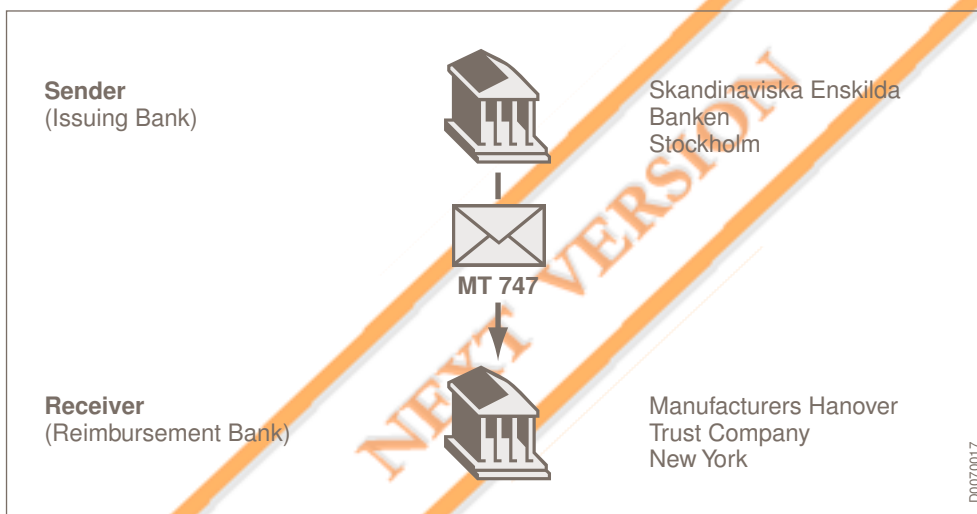 Sender
(Issuing Bank)
Skandinaviska Enskilda
Banken
Stockholm
MT 747
Receiver
(Reimbursement Bank)
Manufacturers Hanover
Trust Company
New York
D0070017
NEXT VERSION